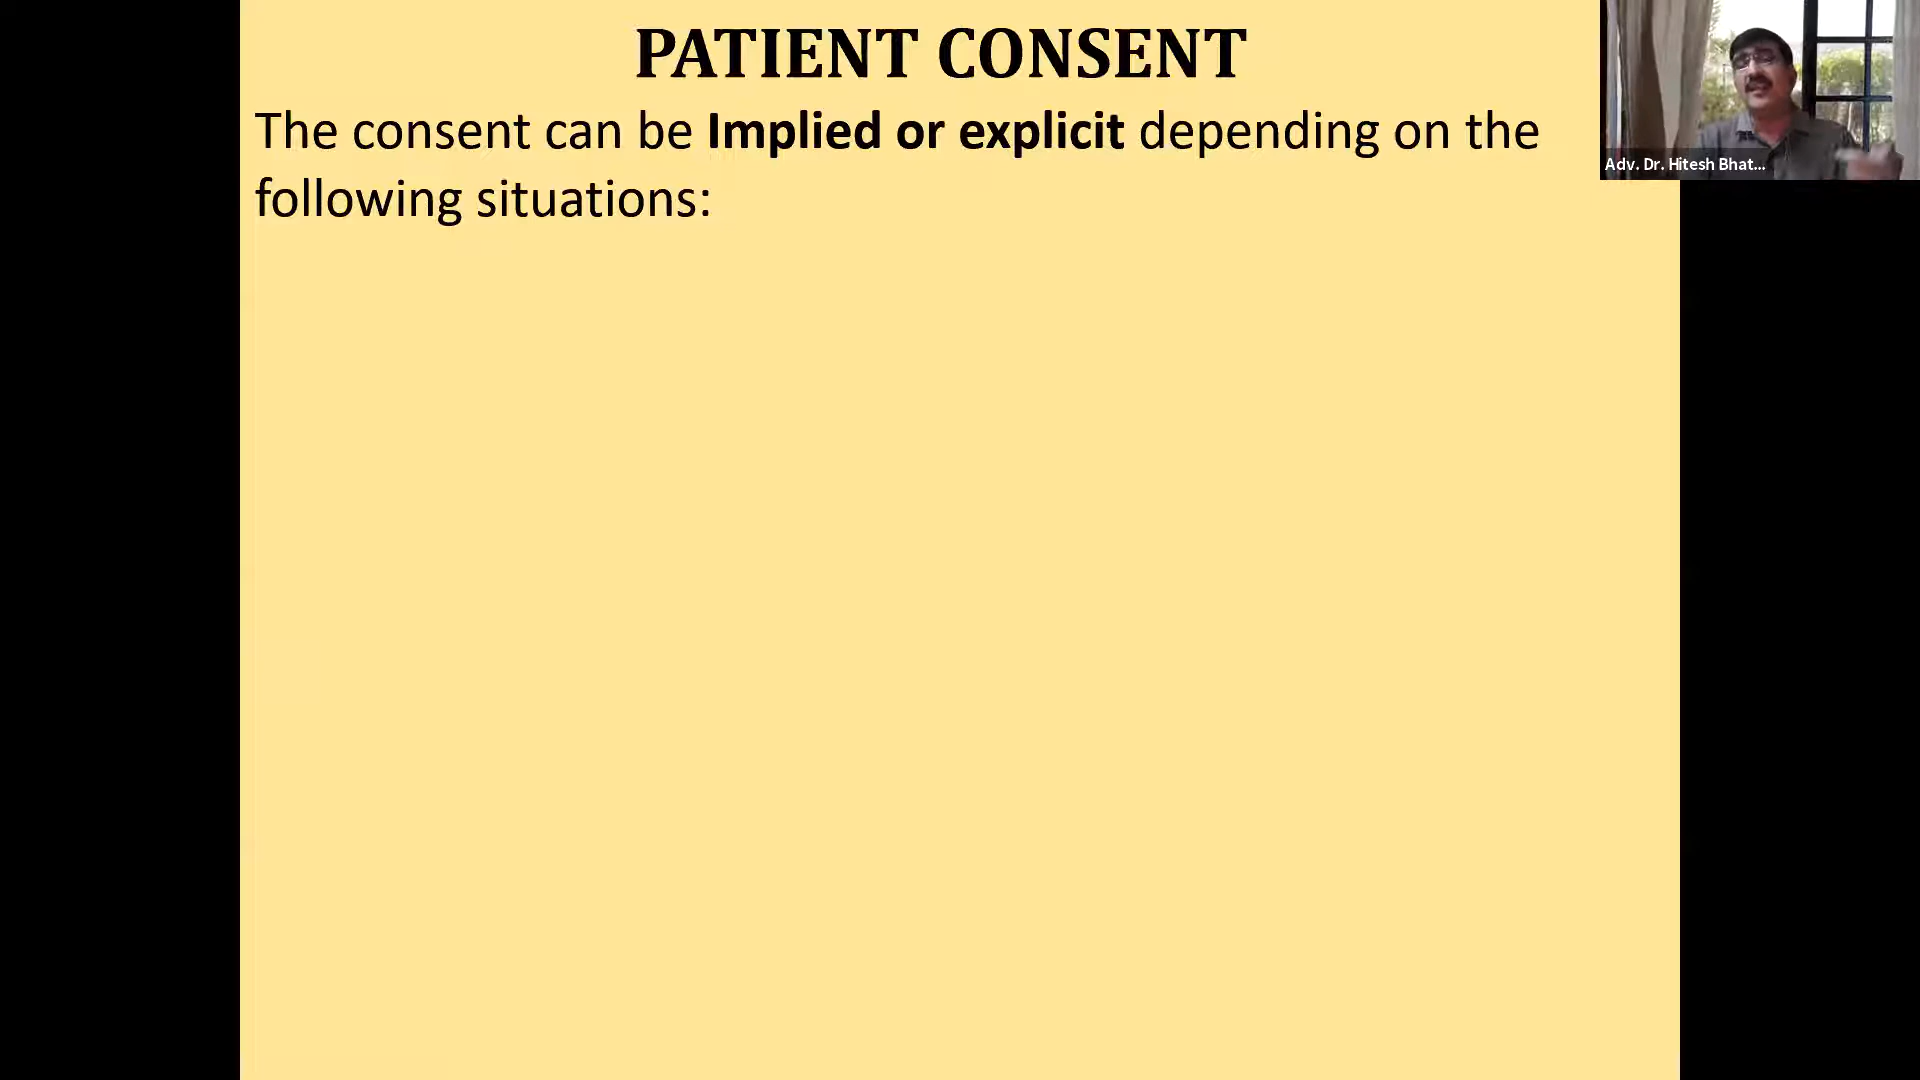 PATIENT CONSENT
The consent can be Implied or explicit depending on the
following situations:
Adv. Dr. Hitesh Bhat...